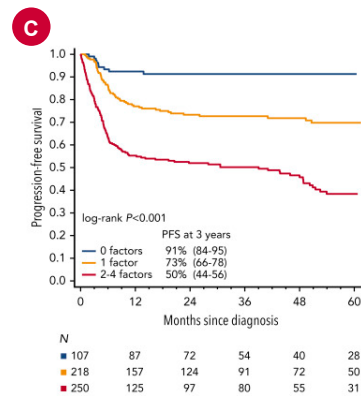 C
1.0
0.9
0.8
0.7
0.6
0.5
0.4
0.3
0.2
0.1
0.0
Progression-free survival
log-rank P<0.001
PFS at 3 years
0 factors 91% (84-95)
1 factor 73% (66-78)
2-4 factors 50% (44-56)
0 12 24 36 48 60
Months since diagnosis
N
107 87 72 54 40 28
218 157 124 91 72 50
250 125 97 80 55 31